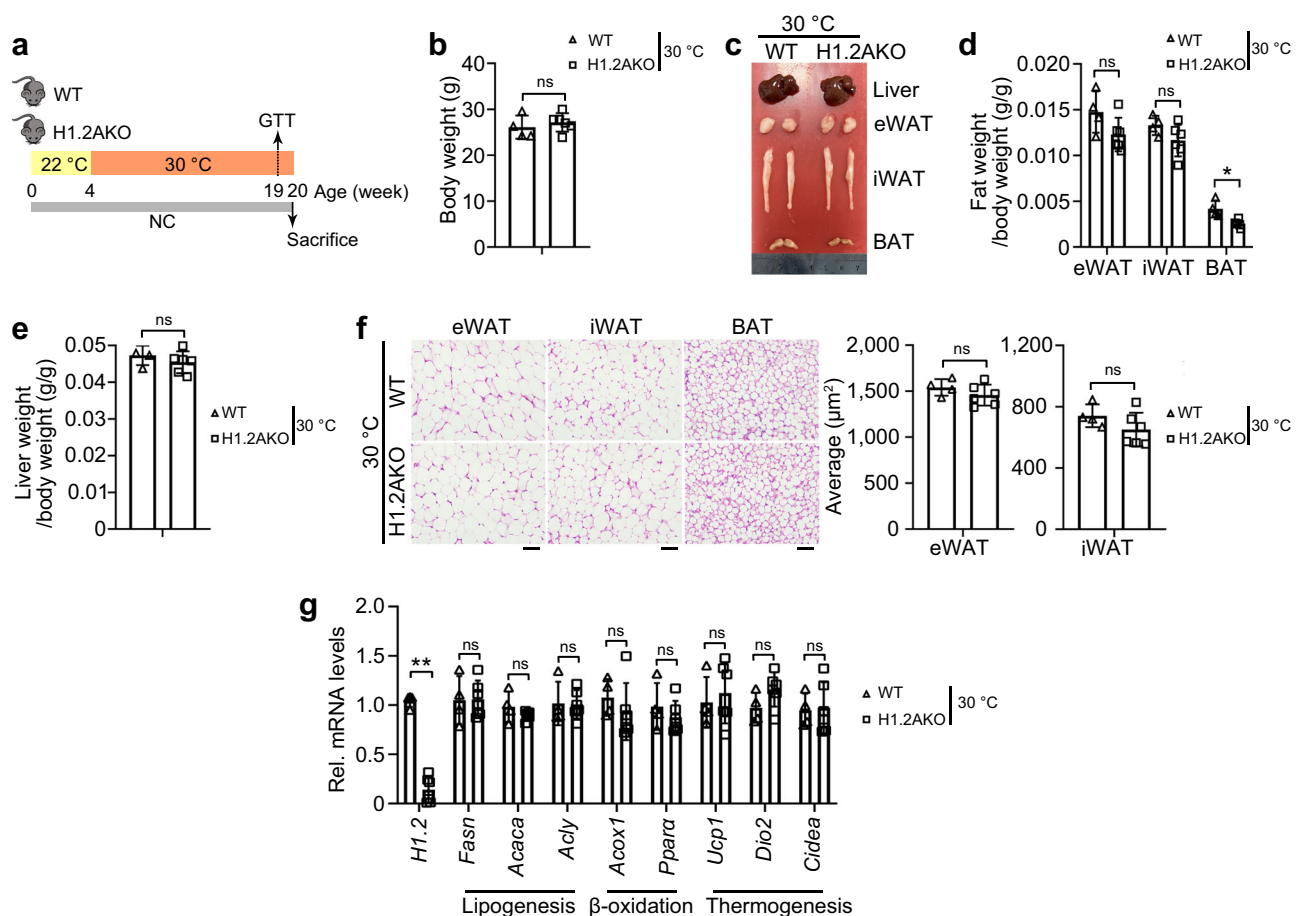 a
WT
H1.2AKO
GTT
22 °C
30 °C
0
4
19
20
Age (week)
NC
Sacrifice
b
WT
H1.2AKO
30 °C
Body weight (g)
40
30
20
10
0
ns
c
30 °C
WT
H1.2AKO
Liver
eWAT
iWAT
BAT
d
WT
H1.2AKO
30 °C
Fat weight
/body weight (g/g)
0.020
0.015
0.010
0.005
0.000
ns
ns
*
eWAT
iWAT
BAT
e
Liver weight
/body weight (g/g)
0.05
0.04
0.03
0.02
0.01
0
ns
WT
H1.2AKO
30 °C
f
eWAT
iWAT
BAT
30 °C
WT
H1.2AKO
Average (µm²)
2,000
1,500
1,000
500
0
ns
eWAT
1,200
900
600
300
0
ns
iWAT
WT
H1.2AKO
30 °C
g
Rel. mRNA levels
2.0
1.5
1.0
0.5
0
**
ns
ns
ns
ns
ns
ns
ns
ns
WT
H1.2AKO
30 °C
H1.2
Fasn
Acaca
Acly
Acox1
Pparα
Ucp1
Dio2
Cidea
Lipogenesis
β-oxidation
Thermogenesis